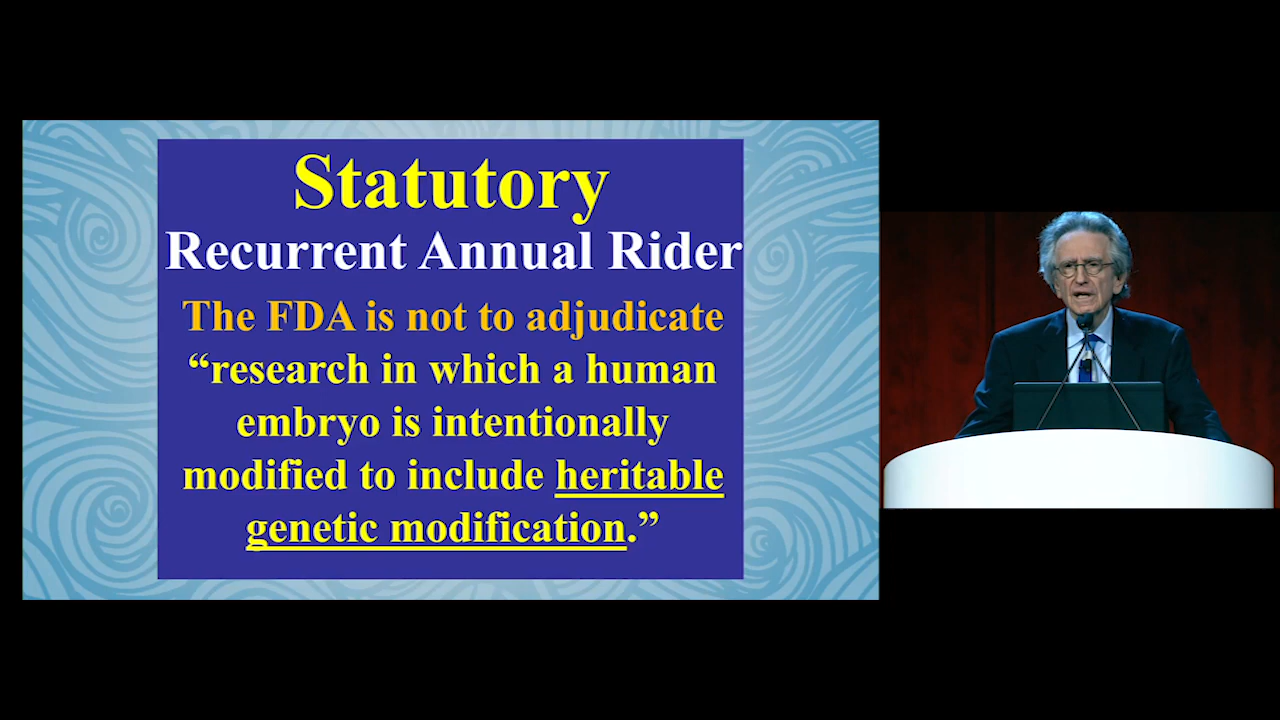 Statutory
Recurrent Annual Rider
The FDA is not to adjudicate
“research in which a human
embryo is intentionally
modified to include heritable
genetic modification.”